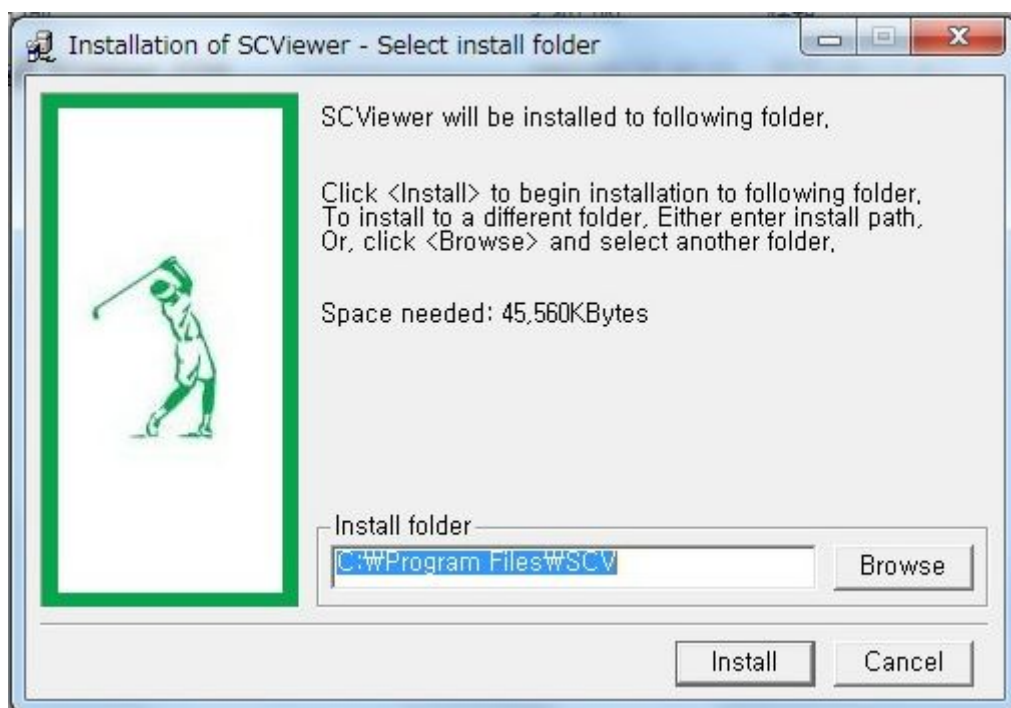 Installation of SCViewer - Select install folder
SCViewer will be installed to following folder,
Click <Install> to begin installation to following folder,
To install to a different folder, Either enter install path,
Or, click <Browse> and select another folder,
Space needed: 45,560KBytes
Install folder
C:₩Program Files₩SCV
Browse
Install
Cancel